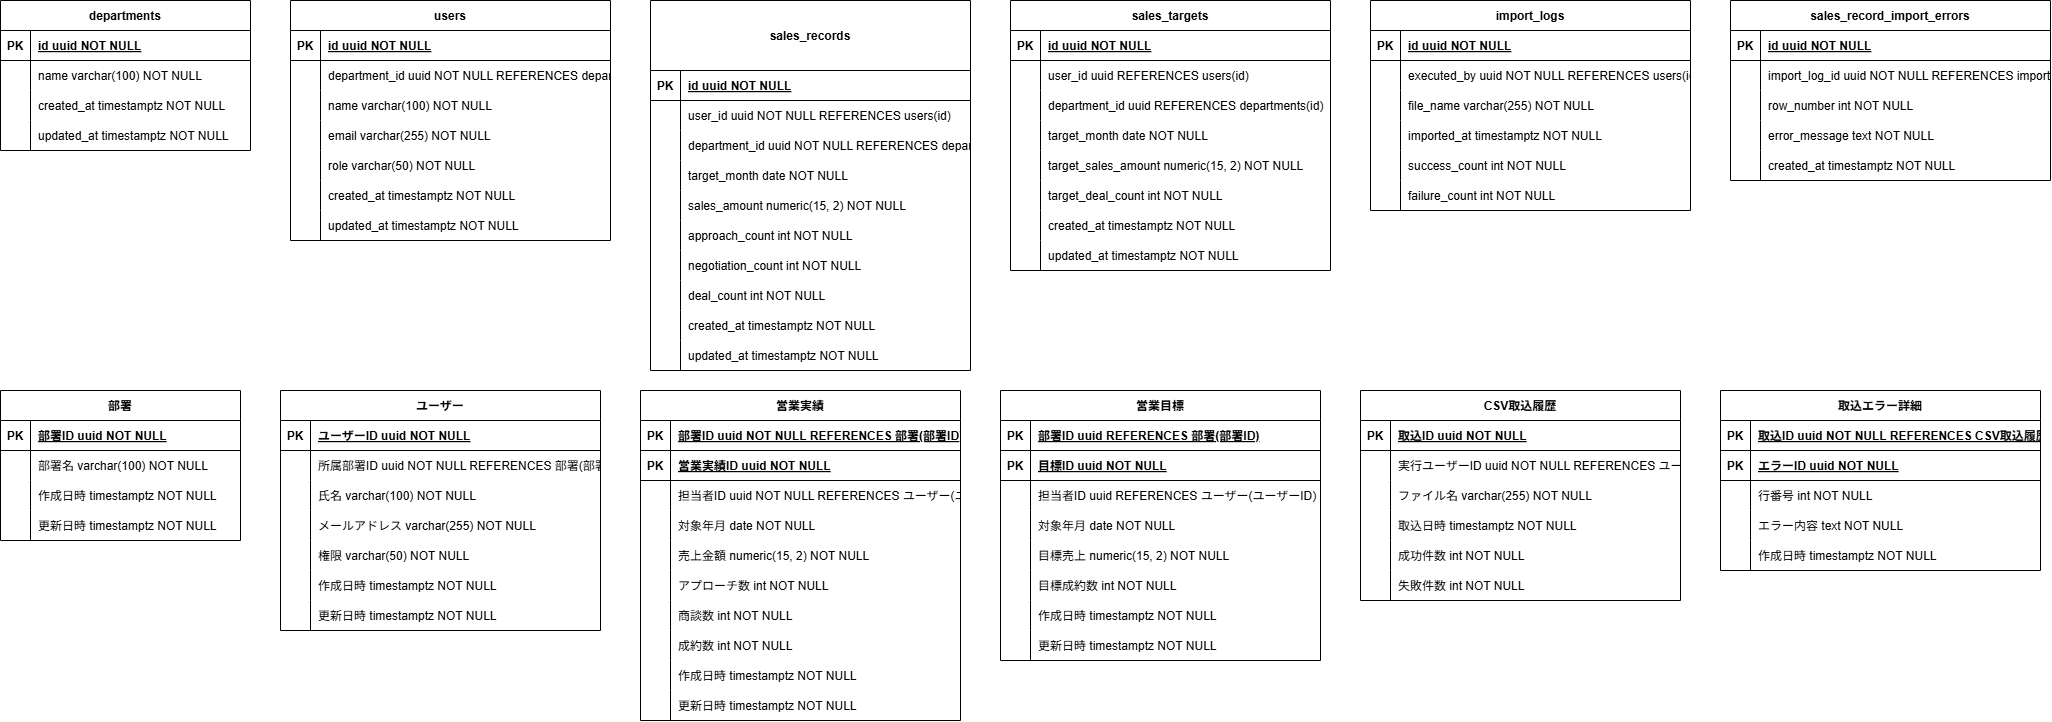 departments
PK id uuid NOT NULL
name varchar(100) NOT NULL
created_at timestamptz NOT NULL
updated_at timestamptz NOT NULL
users
PK id uuid NOT NULL
department_id uuid NOT NULL REFERENCES depar
name varchar(100) NOT NULL
email varchar(255) NOT NULL
role varchar(50) NOT NULL
created_at timestamptz NOT NULL
updated_at timestamptz NOT NULL
sales_records
PK id uuid NOT NULL
user_id uuid NOT NULL REFERENCES users(id)
department_id uuid NOT NULL REFERENCES depar
target_month date NOT NULL
sales_amount numeric(15, 2) NOT NULL
approach_count int NOT NULL
negotiation_count int NOT NULL
deal_count int NOT NULL
created_at timestamptz NOT NULL
updated_at timestamptz NOT NULL
sales_targets
PK id uuid NOT NULL
user_id uuid REFERENCES users(id)
department_id uuid REFERENCES departments(id)
target_month date NOT NULL
target_sales_amount numeric(15, 2) NOT NULL
target_deal_count int NOT NULL
created_at timestamptz NOT NULL
updated_at timestamptz NOT NULL
import_logs
PK id uuid NOT NULL
executed_by uuid NOT NULL REFERENCES users(i
file_name varchar(255) NOT NULL
imported_at timestamptz NOT NULL
success_count int NOT NULL
failure_count int NOT NULL
sales_record_import_errors
PK id uuid NOT NULL
import_log_id uuid NOT NULL REFERENCES import
row_number int NOT NULL
error_message text NOT NULL
created_at timestamptz NOT NULL
部署
PK 部署ID uuid NOT NULL
部署名 varchar(100) NOT NULL
作成日時 timestamptz NOT NULL
更新日時 timestamptz NOT NULL
ユーザー
PK ユーザーID uuid NOT NULL
所属部署ID uuid NOT NULL REFERENCES 部署(部
氏名 varchar(100) NOT NULL
メールアドレス varchar(255) NOT NULL
権限 varchar(50) NOT NULL
作成日時 timestamptz NOT NULL
更新日時 timestamptz NOT NULL
営業実績
PK 部署ID uuid NOT NULL REFERENCES 部署(部署ID
PK 営業実績ID uuid NOT NULL
担当者ID uuid NOT NULL REFERENCES ユーザー(
対象年月 date NOT NULL
売上金額 numeric(15, 2) NOT NULL
アプローチ数 int NOT NULL
商談数 int NOT NULL
成約数 int NOT NULL
作成日時 timestamptz NOT NULL
更新日時 timestamptz NOT NULL
営業目標
PK 部署ID uuid REFERENCES 部署(部署ID)
PK 目標ID uuid NOT NULL
担当者ID uuid REFERENCES ユーザー(ユーザーID)
対象年月 date NOT NULL
目標売上 numeric(15, 2) NOT NULL
目標成約数 int NOT NULL
作成日時 timestamptz NOT NULL
更新日時 timestamptz NOT NULL
CSV取込履歴
PK 取込ID uuid NOT NULL
実行ユーザーID uuid NOT NULL REFERENCES ユー
ファイル名 varchar(255) NOT NULL
取込日時 timestamptz NOT NULL
成功件数 int NOT NULL
失敗件数 int NOT NULL
取込エラー詳細
PK 取込ID uuid NOT NULL REFERENCES CSV取込履
PK エラーID uuid NOT NULL
行番号 int NOT NULL
エラー内容 text NOT NULL
作成日時 timestamptz NOT NULL